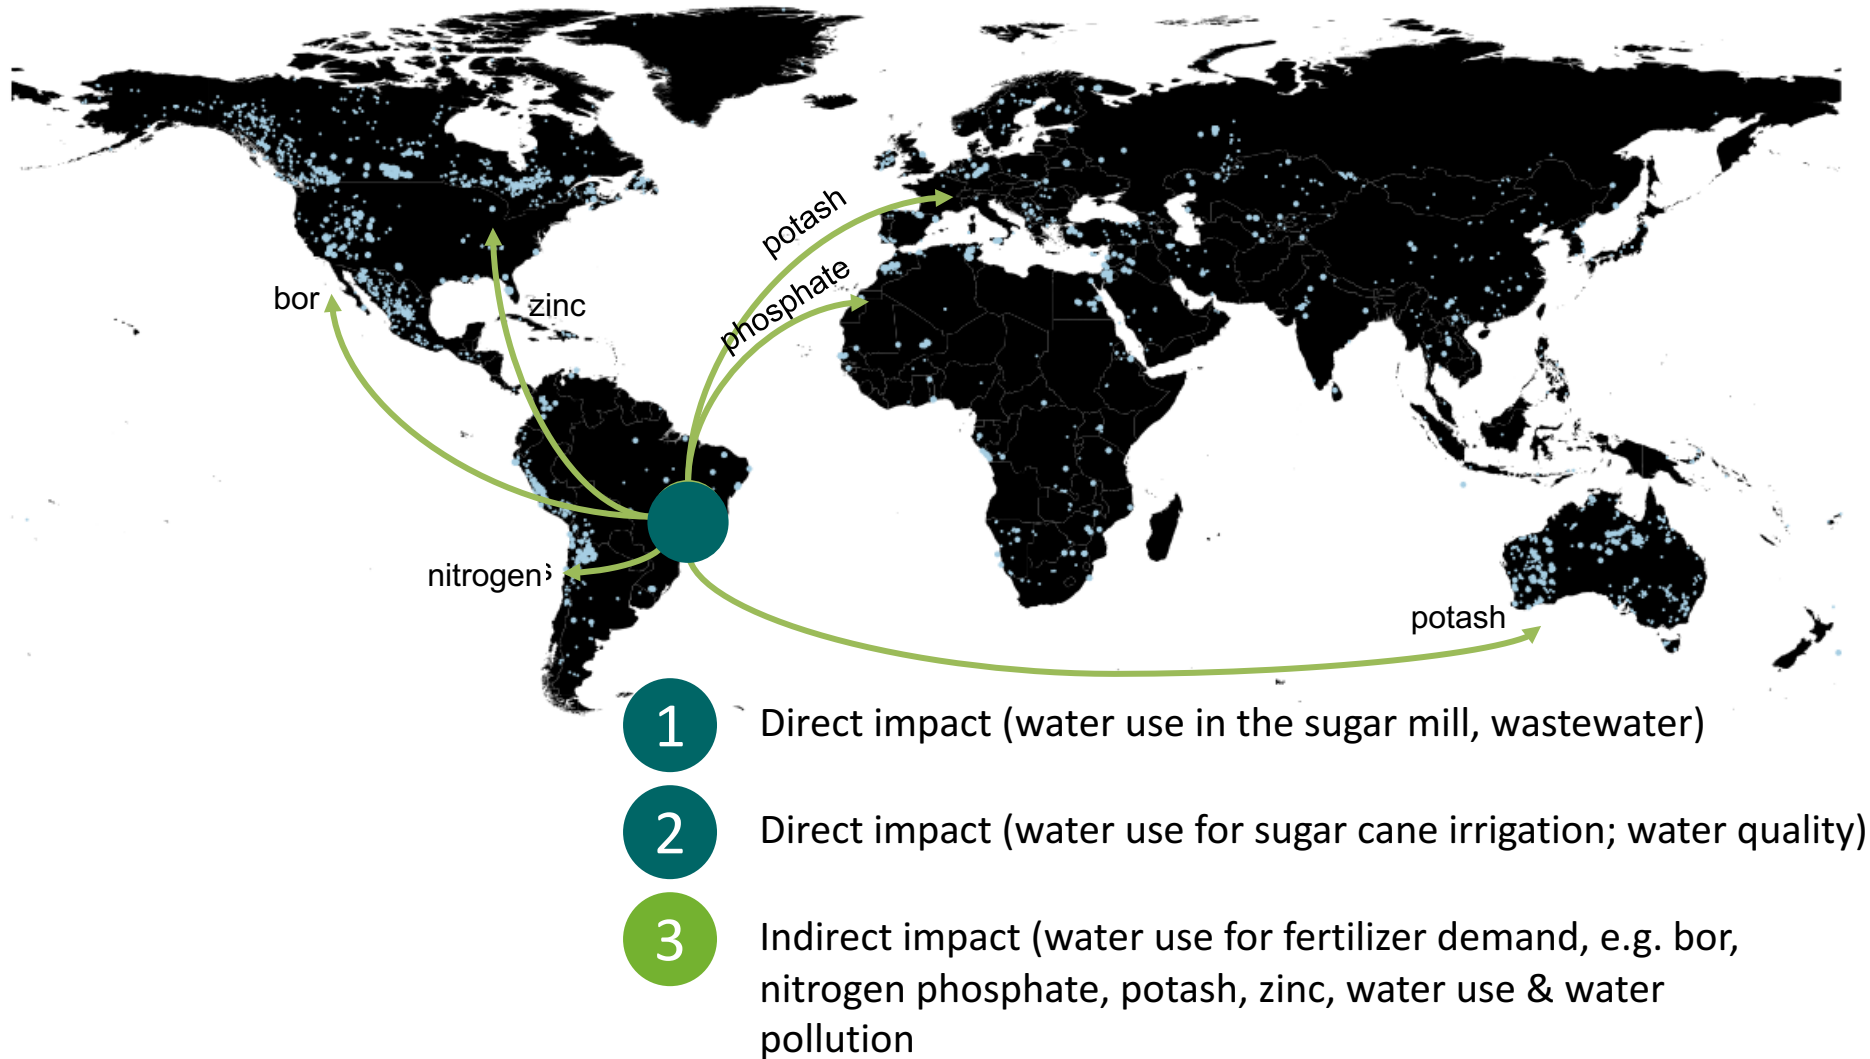 potash
phosphate
bor
zinc
nitrogen
potash
1 Direct impact (water use in the sugar mill, wastewater)
2 Direct impact (water use for sugar cane irrigation; water quality)
3 Indirect impact (water use for fertilizer demand, e.g. bor,
nitrogen phosphate, potash, zinc, water use & water
pollution